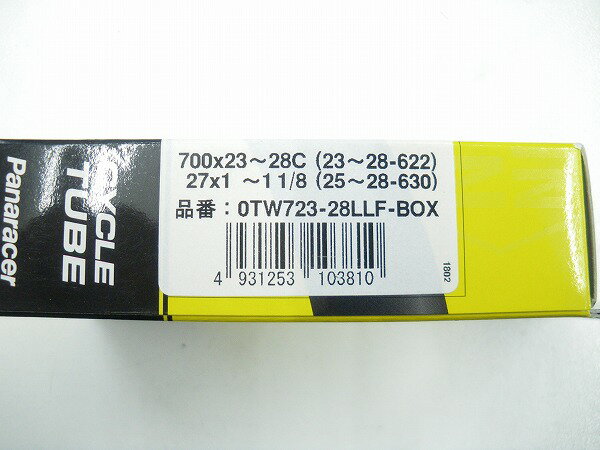 700x23～28C (23～28-622)
27x1 ～1 1/8 (25～28-630)
品番：0TW723-28LLF-BOX
4 931253 103810
1802
CYCLE
TUBE
Panaracer